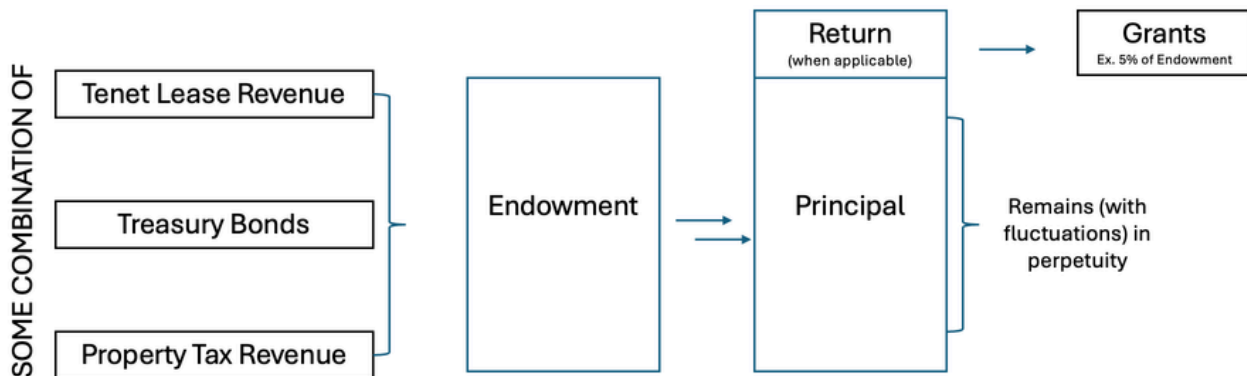 SOME COMBINATION OF
Tenet Lease Revenue
Treasury Bonds
Property Tax Revenue
Endowment
Return
(when applicable)
Principal
Grants
Ex. 5% of Endowment
Remains (with
fluctuations) in
perpetuity